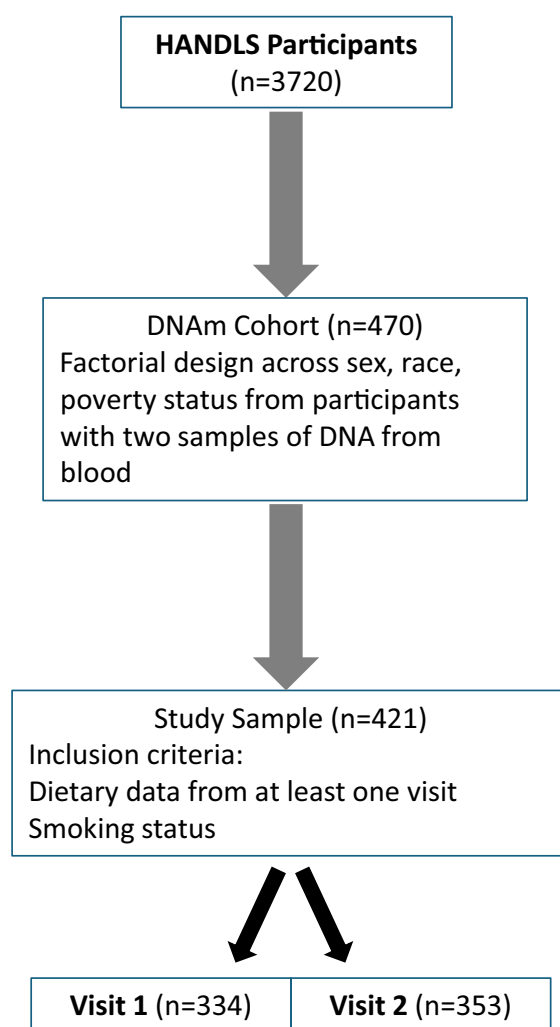 HANDLS Participants
(n=3720)
DNAm Cohort (n=470)
Factorial design across sex, race,
poverty status from participants
with two samples of DNA from
blood
Study Sample (n=421)
Inclusion criteria:
Dietary data from at least one visit
Smoking status
Visit 1 (n=334)
Visit 2 (n=353)